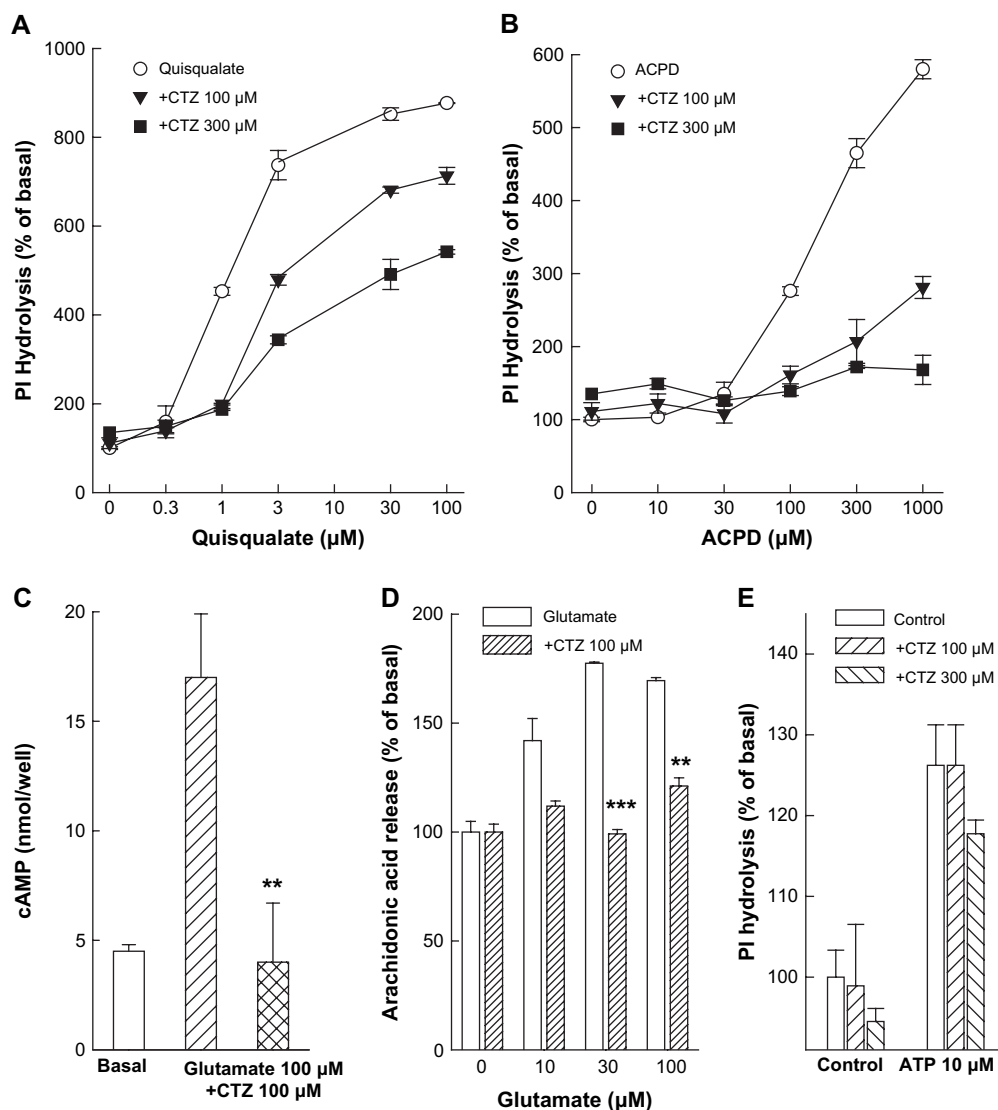 A
1000
800
600
400
200
0
PI Hydrolysis (% of basal)
Quisqualate
+CTZ 100 µM
+CTZ 300 µM
0 0.3 1 3 10 30 100
Quisqualate (µM)
B
600
500
400
300
200
150
100
0
PI Hydrolysis (% of basal)
ACPD
+CTZ 100 µM
+CTZ 300 µM
0 10 30 100 300 1000
ACPD (µM)
C
20
15
10
5
0
cAMP (nmol/well)
**
Basal
Glutamate 100 µM
+CTZ 100 µM
D
200
150
100
50
0
Arachidonic acid release (% of basal)
Glutamate
+CTZ 100 µM
***
**
0 10 30 100
Glutamate (µM)
E
140
130
120
110
100
PI hydrolysis (% of basal)
Control
+CTZ 100 µM
+CTZ 300 µM
Control ATP 10 µM